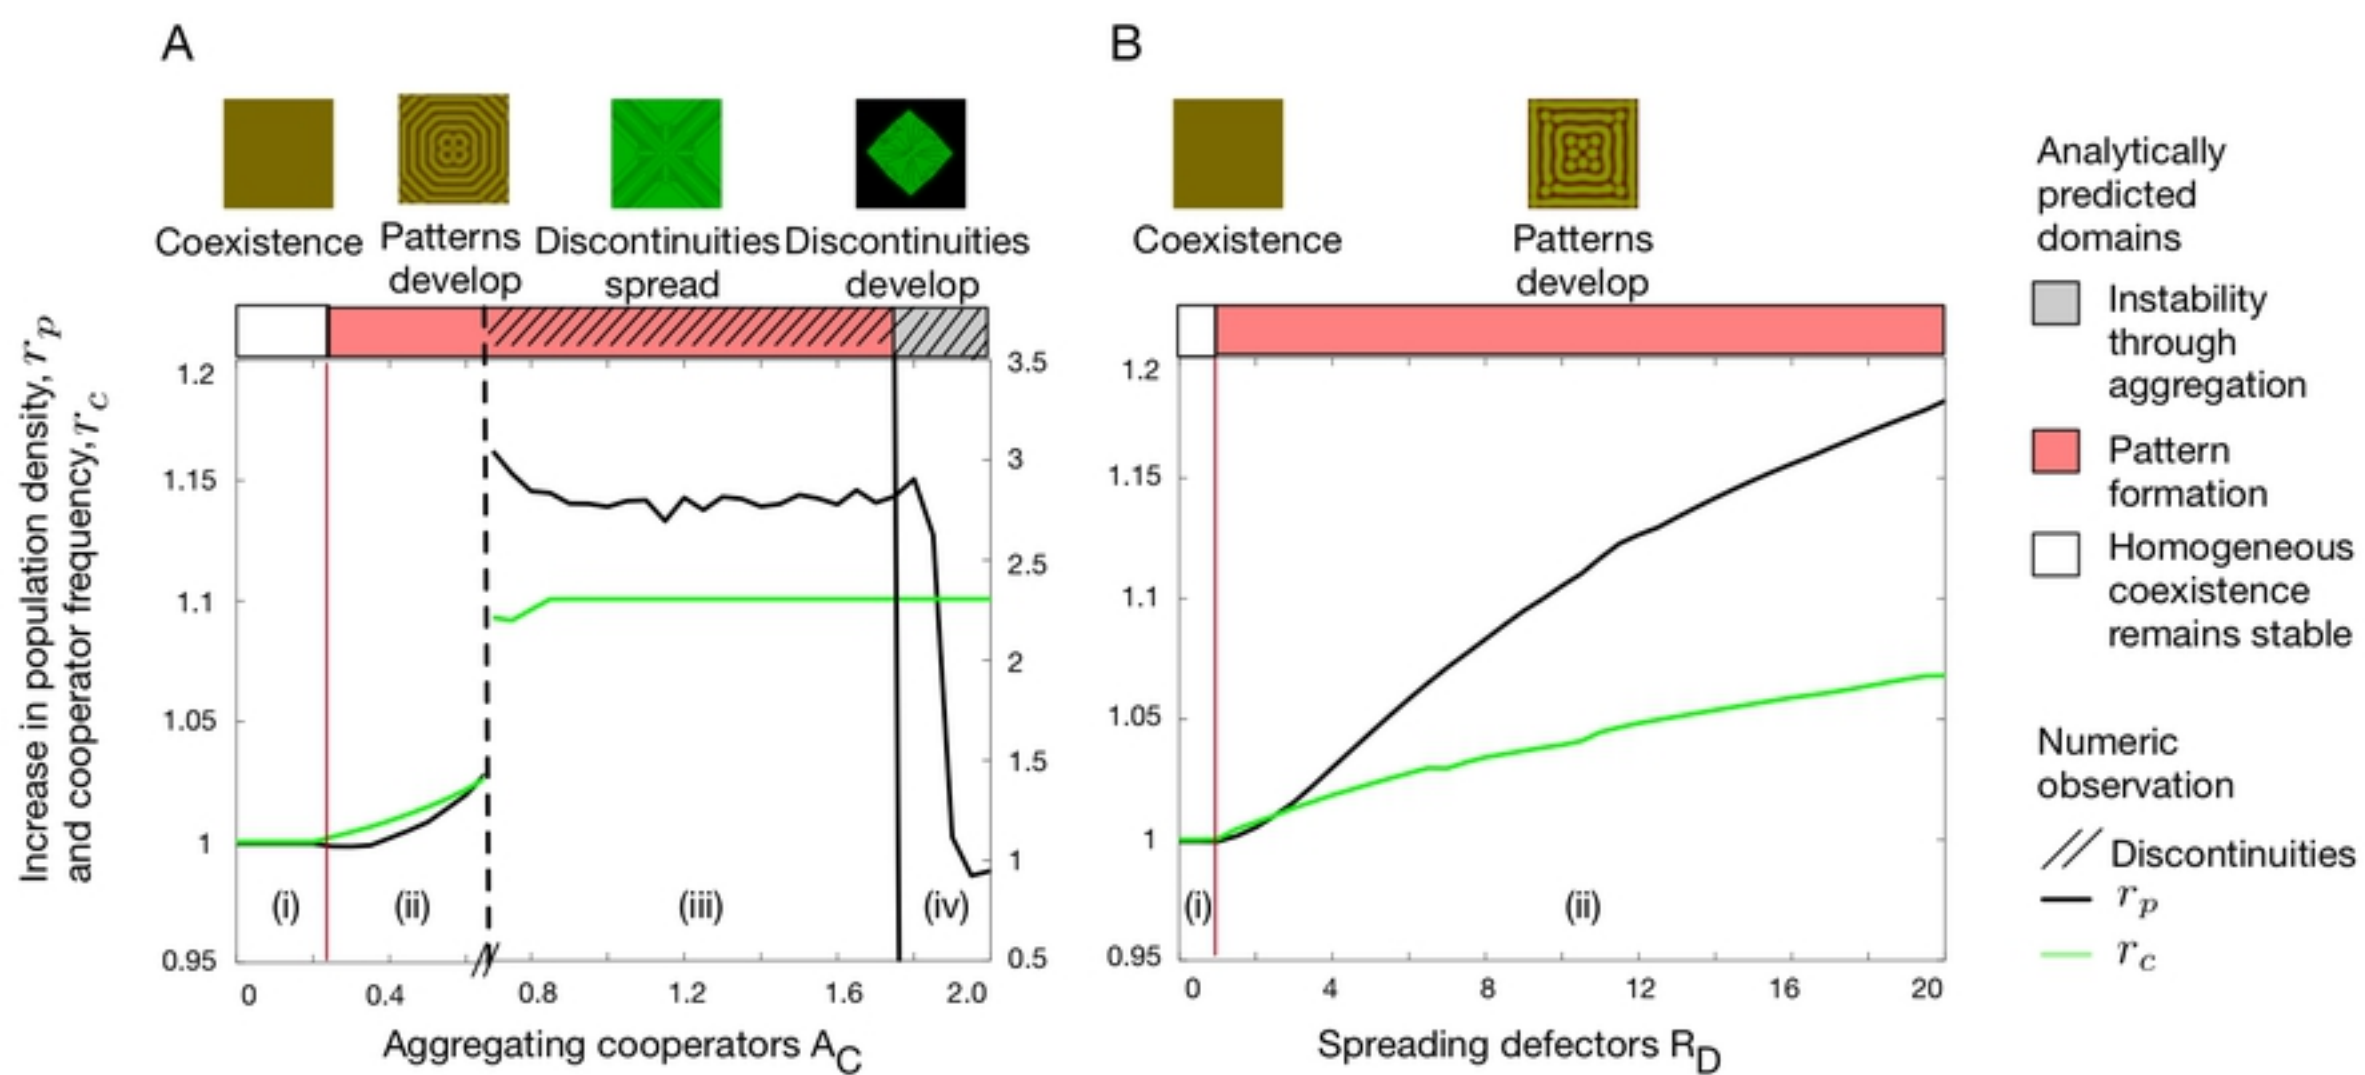 A
Coexistence
Patterns
develop
Discontinuities
spread
Discontinuities
develop
Increase in population density, r_p
and cooperator frequency, r_c
1.2
1.15
1.1
1.05
1
0.95
3.5
3
2.5
2
1.5
1
0.5
(i)
(ii)
(iii)
(iv)
0
0.4
0.8
1.2
1.6
2.0
Aggregating cooperators A_C
B
Coexistence
Patterns
develop
1.2
1.15
1.1
1.05
1
0.95
(i)
(ii)
0
4
8
12
16
20
Spreading defectors R_D
Analytically
predicted
domains
Instability
through
aggregation
Pattern
formation
Homogeneous
coexistence
remains stable
Numeric
observation
Discontinuities
r_p
r_c